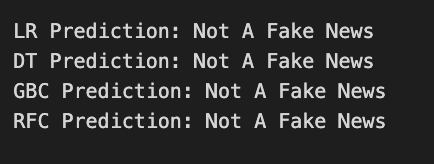 LR Prediction: Not A Fake News
DT Prediction: Not A Fake News
GBC Prediction: Not A Fake News
RFC Prediction: Not A Fake News